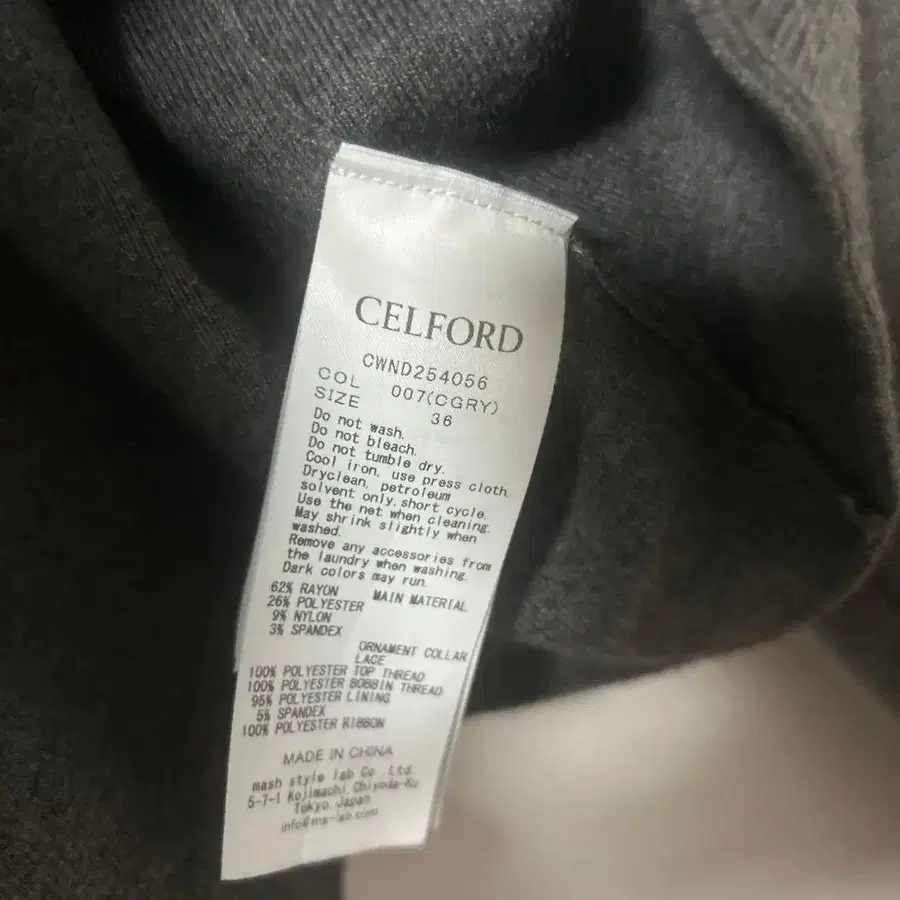 CELFORD
CWND254056
COL 007(CGRY)
SIZE 36
Do not wash.
Do not bleach.
Do not tumble dry.
Cool iron, use press cloth.
Dryclean, petroleum
solvent only.short cycle.
Use the net when cleaning.
May shrink slightly when
washed.
Remove any accessories from
the laundry when washing.
Dark colors may run.
62% RAYON MAIN MATERIAL
26% POLYESTER
9% NYLON
3% SPANDEX
ORNAMENT COLLAR
LACE
100% POLYESTER TOP THREAD
100% POLYESTER BOBBIN THREAD
95% POLYESTER LINING
5% SPANDEX
100% POLYESTER RIBBON
MADE IN CHINA
mash style lab Co.,Ltd.
5-7-1 Kojimachi,Chiyoda-Ku
Tokyo,Japan
info@ms-lab.com